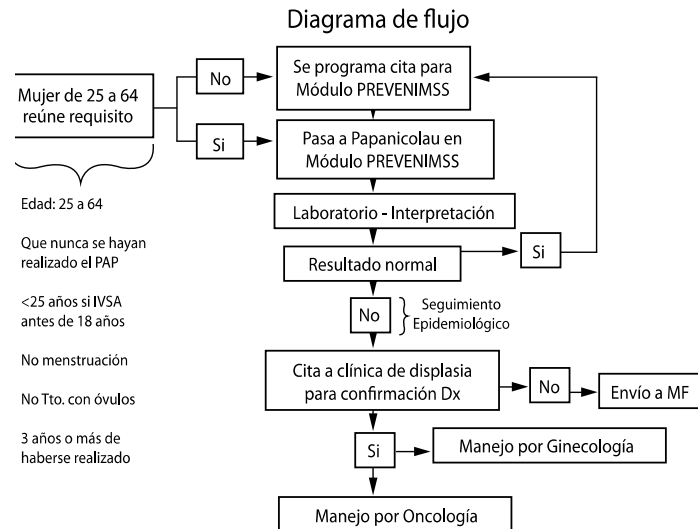 Diagrama de flujo
Mujer de 25 a 64
reúne requisito
No
Se programa cita para
Módulo PREVENIMSS
Si
Pasa a Papanicolau en
Módulo PREVENIMSS
Laboratorio - Interpretación
Resultado normal
Si
No
Seguimiento
Epidemiológico
Cita a clínica de displasia
para confirmación Dx
No
Envío a MF
Si
Manejo por Ginecología
Manejo por Oncología
Edad: 25 a 64
Que nunca se hayan
realizado el PAP
<25 años si IVSA
antes de 18 años
No menstruación
No Tto. con óvulos
3 años o más de
haberse realizado